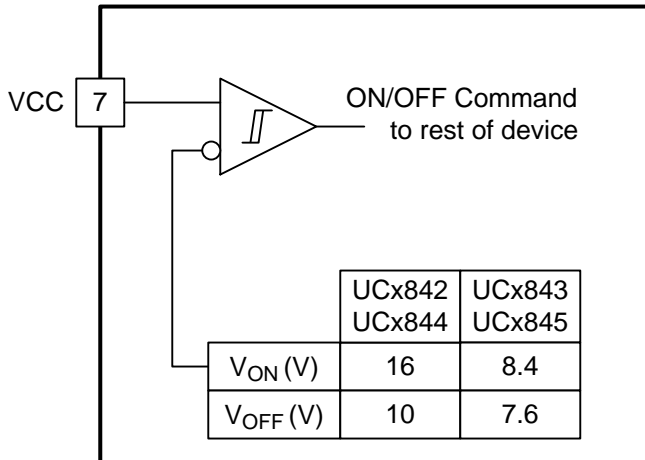 VCC 7
ON/OFF Command
to rest of device
UCx842 UCx843
UCx844 UCx845
VON (V) 16 8.4
VOFF (V) 10 7.6